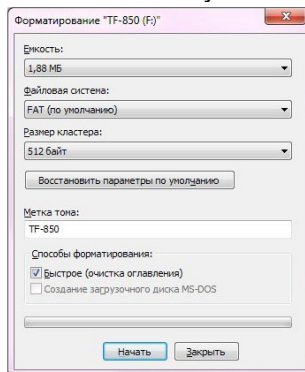 Форматирование "TF-850 (F:)"
Емкость:
1,88 МБ
Файловая система:
FAT (по умолчанию)
Размер кластера:
512 байт
Восстановить параметры по умолчанию
Метка тома:
TF-850
Способы форматирования:
Быстрое (очистка оглавления)
Создание загрузочного диска MS-DOS
Начать Закрыть